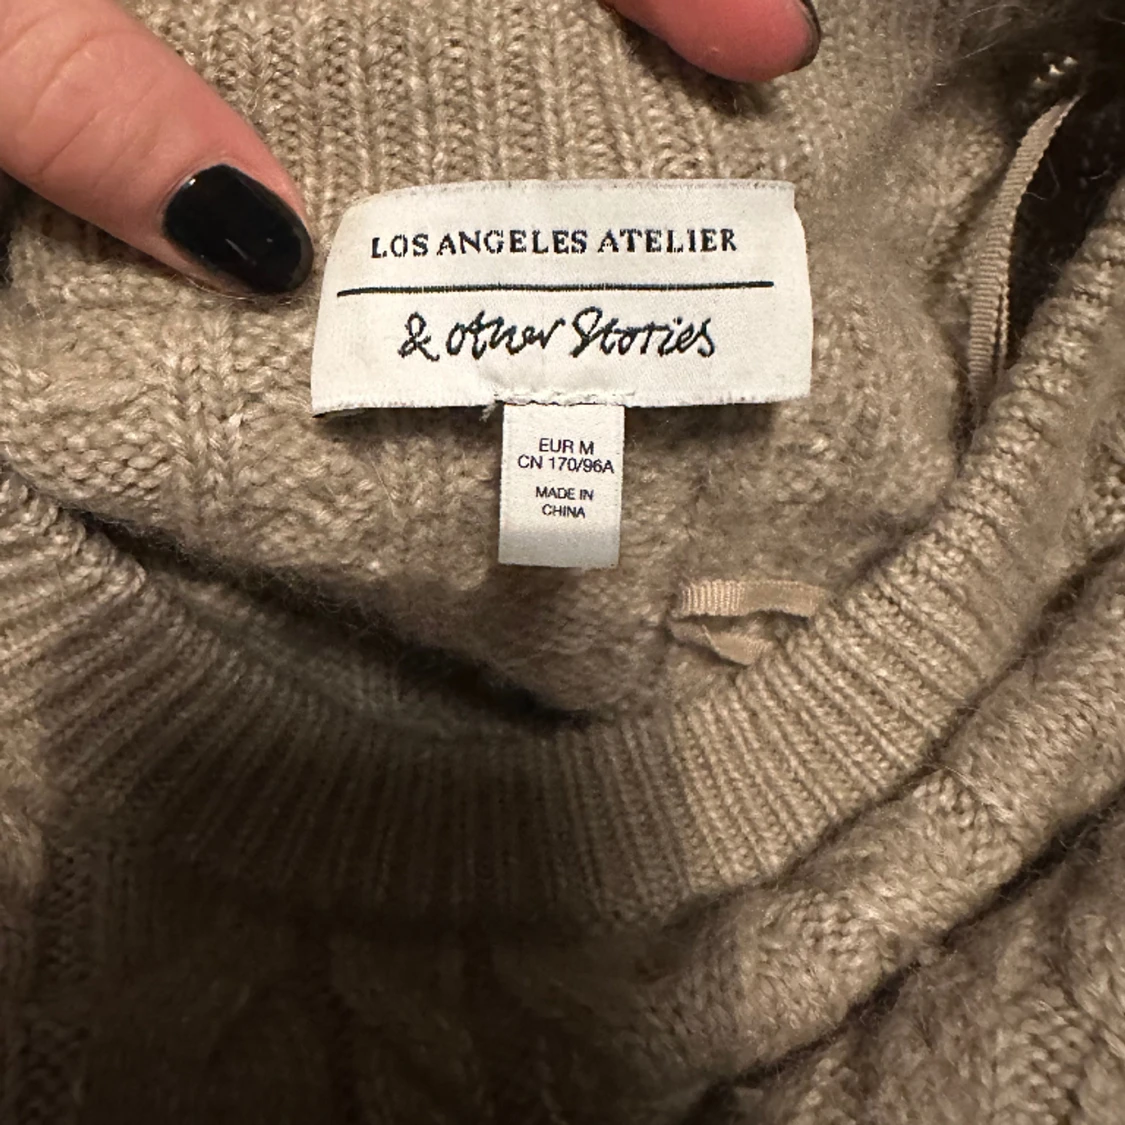 LOS ANGELES ATELIER
& other Stories
EUR M
CN 170/96A
MADE IN
CHINA